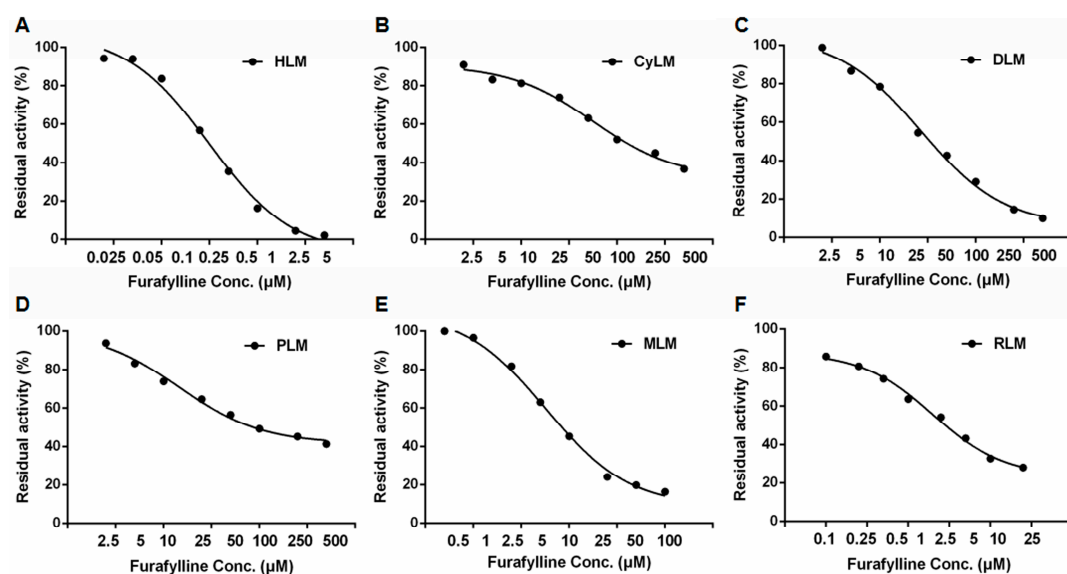 A
Residual activity (%)
100
80
60
40
20
0
HLM
0.025 0.05 0.1 0.25 0.5 1 2.5 5
Furafylline Conc. (µM)
B
Residual activity (%)
100
80
60
40
20
0
CyLM
2.5 5 10 25 50 100 250 500
Furafylline Conc. (µM)
C
Residual activity (%)
100
80
60
40
20
0
DLM
2.5 5 10 25 50 100 250 500
Furafylline Conc. (µM)
D
Residual activity (%)
100
80
60
40
20
0
PLM
2.5 5 10 25 50 100 250 500
Furafylline Conc. (µM)
E
Residual activity (%)
100
80
60
40
20
0
MLM
0.5 1 2.5 5 10 25 50 100
Furafylline Conc. (µM)
F
Residual activity (%)
100
80
60
40
20
0
RLM
0.1 0.25 0.5 1 2.5 5 10 25
Furafylline Conc. (µM)